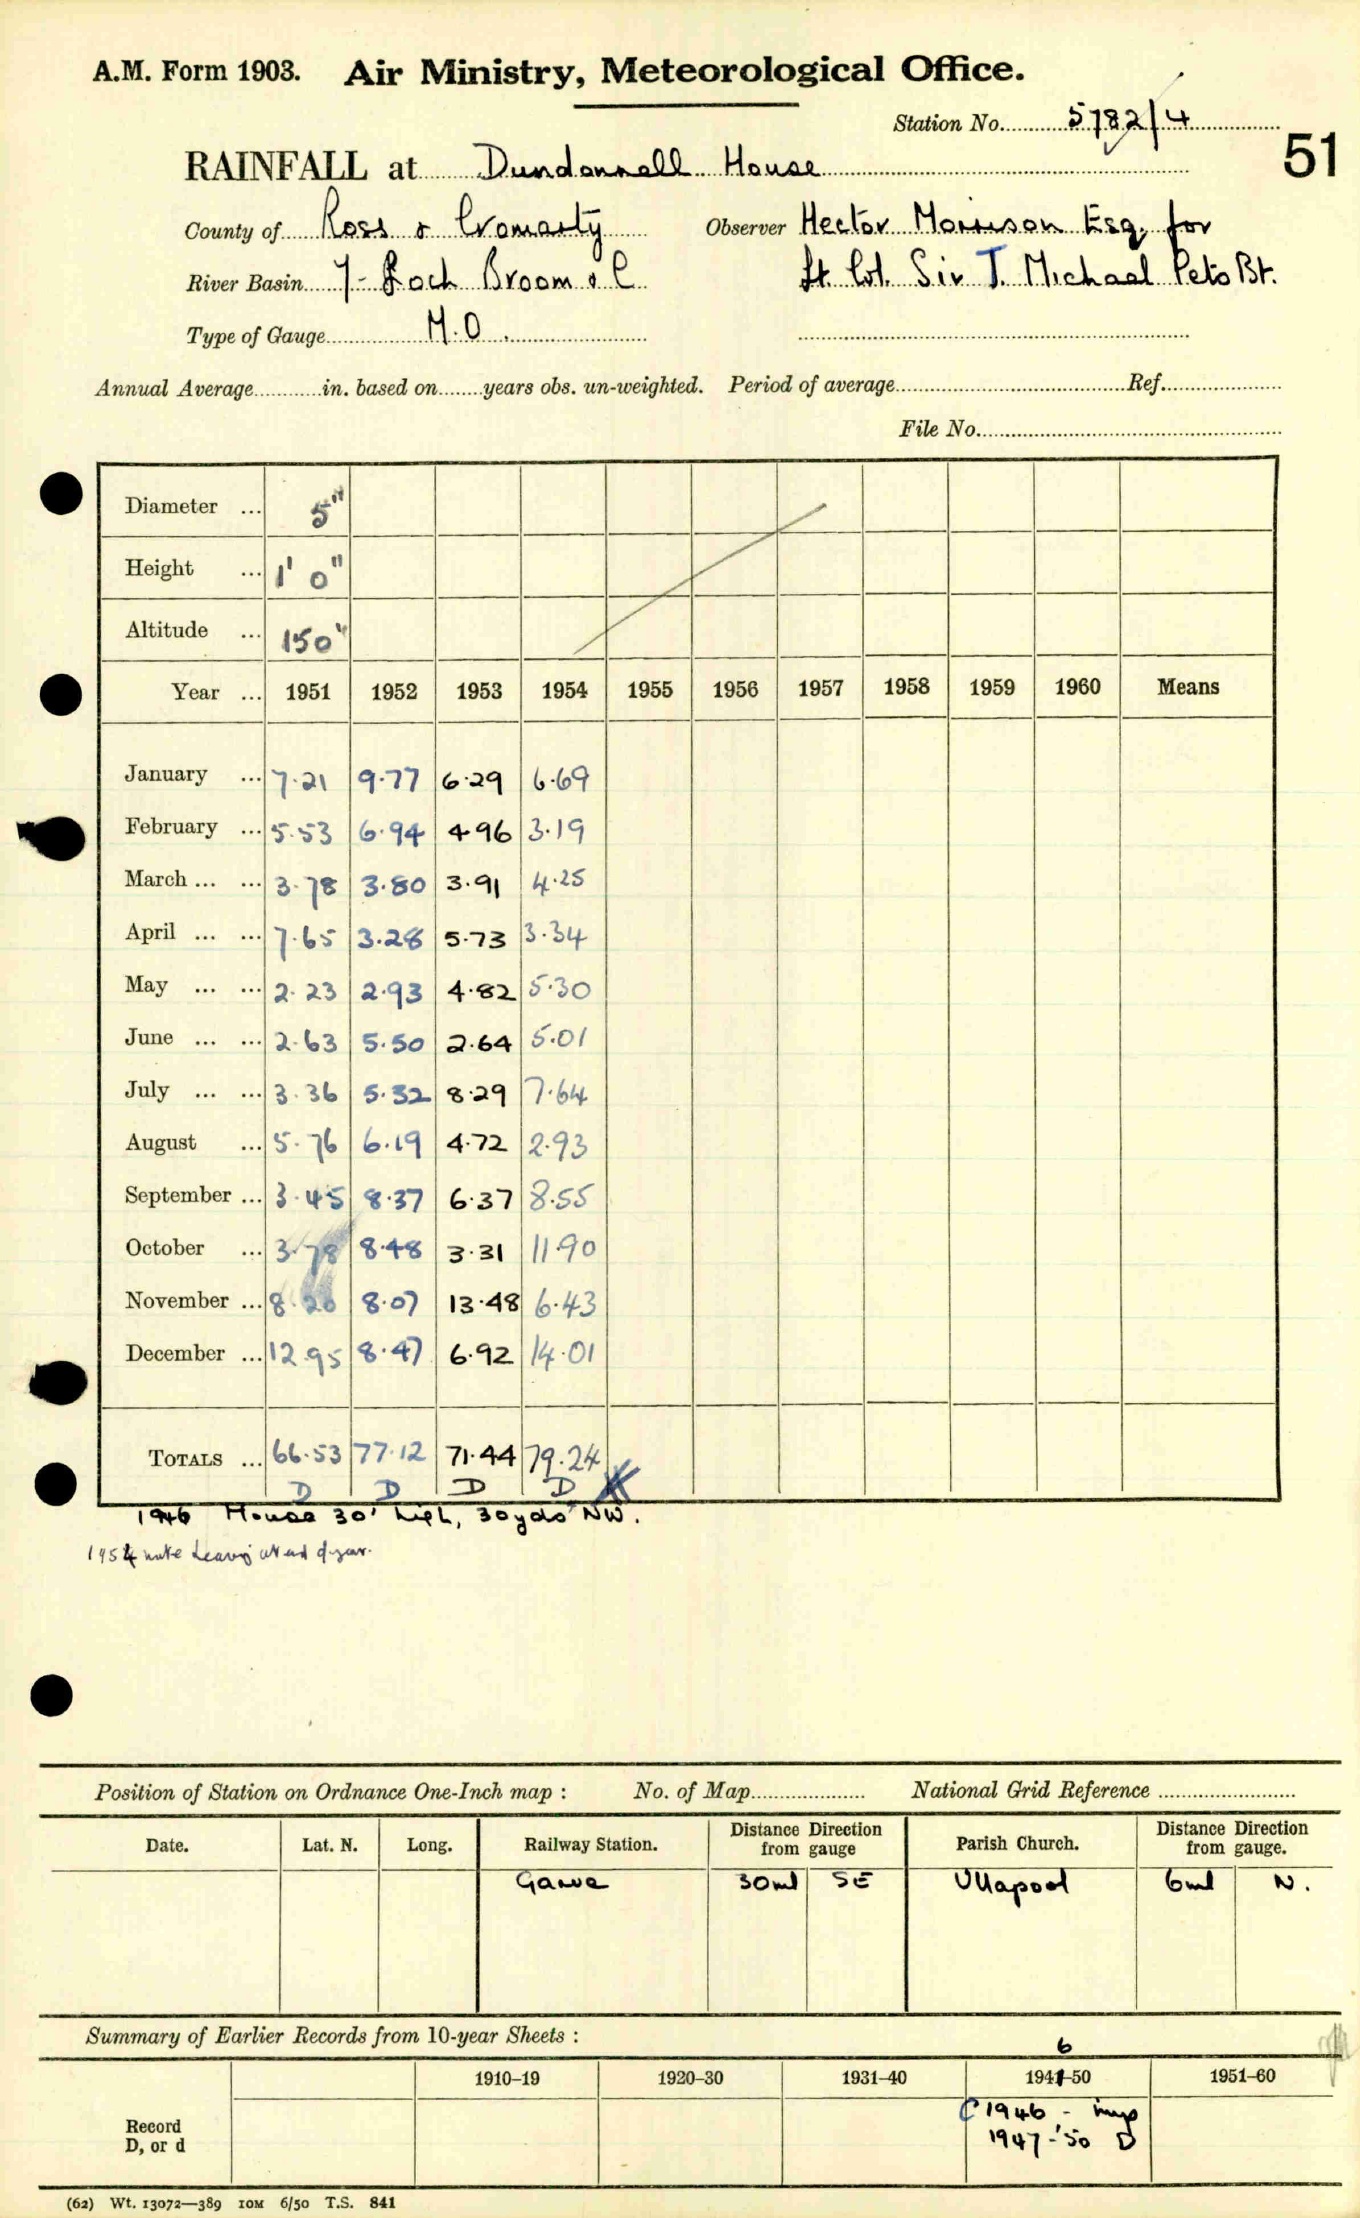 A.M. Form 1903. Air Ministry, Meteorological Office.
Station No. 5782/4
51
RAINFALL at Dundonnell House
County of Ross & Cromarty Observer Hector Morrison Esq. for
River Basin 7- Loch Broom & C Lt. Col. Sir T. Michael Peto Bt.
Type of Gauge M.O.
Annual Average in. based on years obs. un-weighted. Period of average Ref.
File No.
Diameter ... 5"
Height ... 1' 0"
Altitude ... 150"
Year ... 1951 1952 1953 1954 1955 1956 1957 1958 1959 1960 Means
January ... 7.21 9.77 6.29 6.69
February ... 5.53 6.94 4.96 3.19
March ... ... 3.78 3.80 3.91 4.25
April ... ... 7.65 3.28 5.73 3.34
May ... ... 2.23 2.93 4.82 5.30
June ... ... 2.63 5.50 2.64 5.01
July ... ... 3.36 5.32 8.29 7.64
August ... 5.76 6.19 4.72 2.93
September ... 3.45 8.37 6.37 8.55
October ... 3.78 8.48 3.31 11.90
November ... 8.20 8.07 13.48 6.43
December ... 12.95 8.47 6.92 14.01
TOTALS ... 66.53 77.12 71.44 79.24
D D D D
1946 House 30' high, 30yds NW.
1954 note leaving at end of year.
Position of Station on Ordnance One-Inch map : No. of Map National Grid Reference
Date. Lat. N. Long. Railway Station. Distance Direction from gauge Parish Church. Distance Direction from gauge.
Garve 30ml SE Ullapool 6ml N.
Summary of Earlier Records from 10-year Sheets :
6
1910–19 1920–30 1931–40 1941–50 1951–60
Record D, or d
C 1946 - imp
1947-'50 D
(62) Wt. 13072—389 10M 6/50 T.S. 841